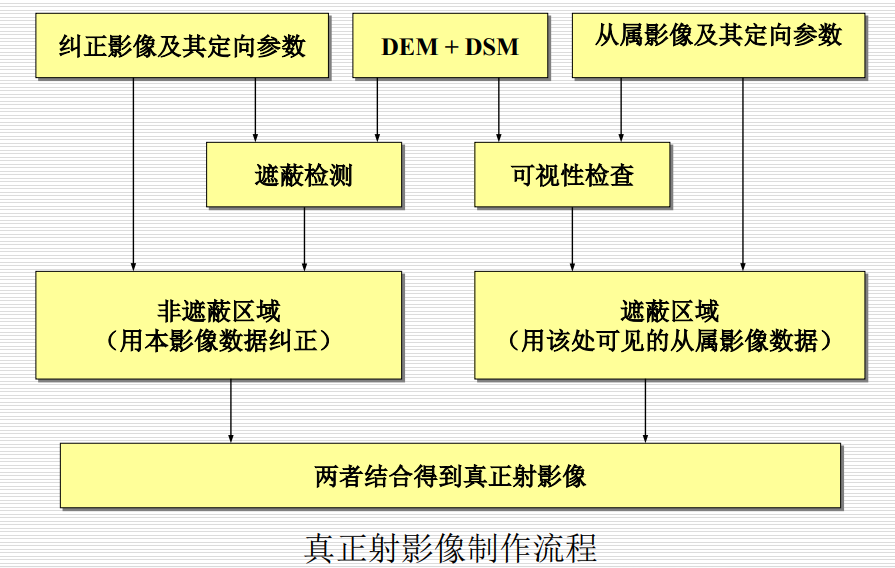 纠正影像及其定向参数
DEM + DSM
从属影像及其定向参数
遮蔽检测
可视性检查
非遮蔽区域
（用本影像数据纠正）
遮蔽区域
（用该处可见的从属影像数据）
两者结合得到真正射影像
真正射影像制作流程